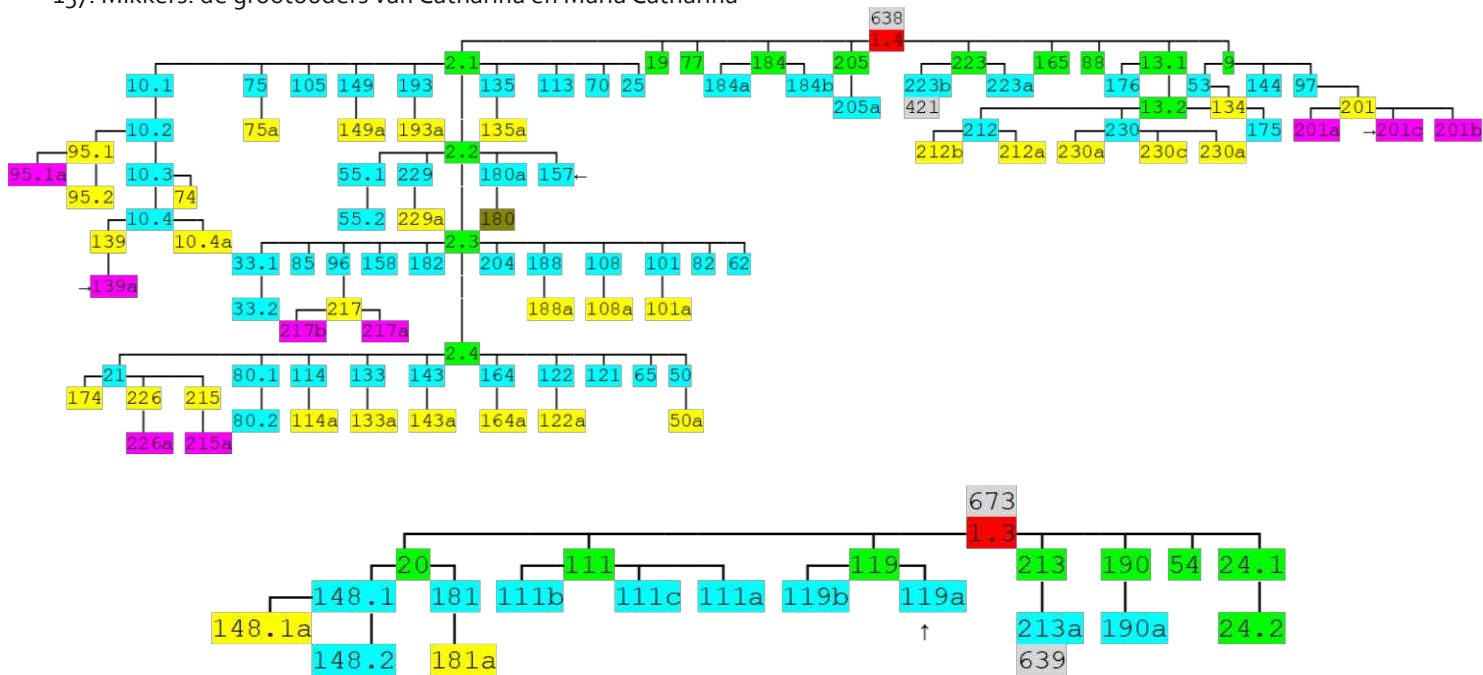 157. Mikkers: de grootouders van Catharina en Maria Catharina
638
1.4
2.1 19 77 184 205 223 165 88 13.1 9
10.1 75 105 149 193 135 113 70 25 184a 184b 205a 223b 223a 176 53 144 97
421 13.2 134 201
10.2 75a 149a 193a 135a 212 230 175 201a →201c 201b
95.1 2.2 212b 212a 230a 230c 230a
95.1a 10.3 55.1 229 180a 157←
95.2 74 55.2 229a 180
10.4
139 10.4a 2.3
→139a 33.1 85 96 158 182 204 188 108 101 82 62
33.2 217 188a 108a 101a
217b 217a
2.4
21 80.1 114 133 143 164 122 121 65 50
174 226 215 80.2 114a 133a 143a 164a 122a 50a
226a 215a
673
1.3
20 111 119 213 190 54 24.1
148.1 181 111b 111c 111a 119b 119a 213a 190a 24.2
148.1a ↑ 639
148.2 181a